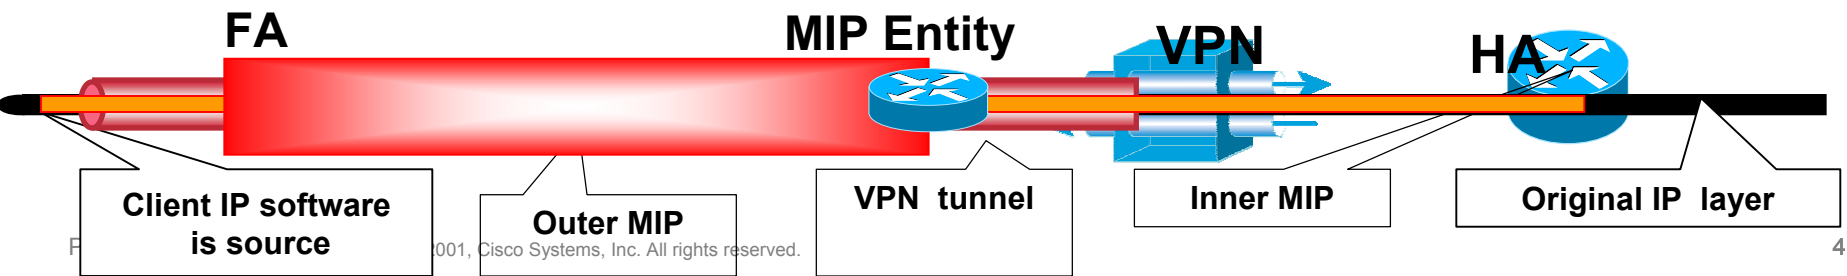 FA
MIP Entity
VPN
HA
Client IP software
is source
Outer MIP
VPN tunnel
Inner MIP
Original IP layer
2001, Cisco Systems, Inc. All rights reserved.
4